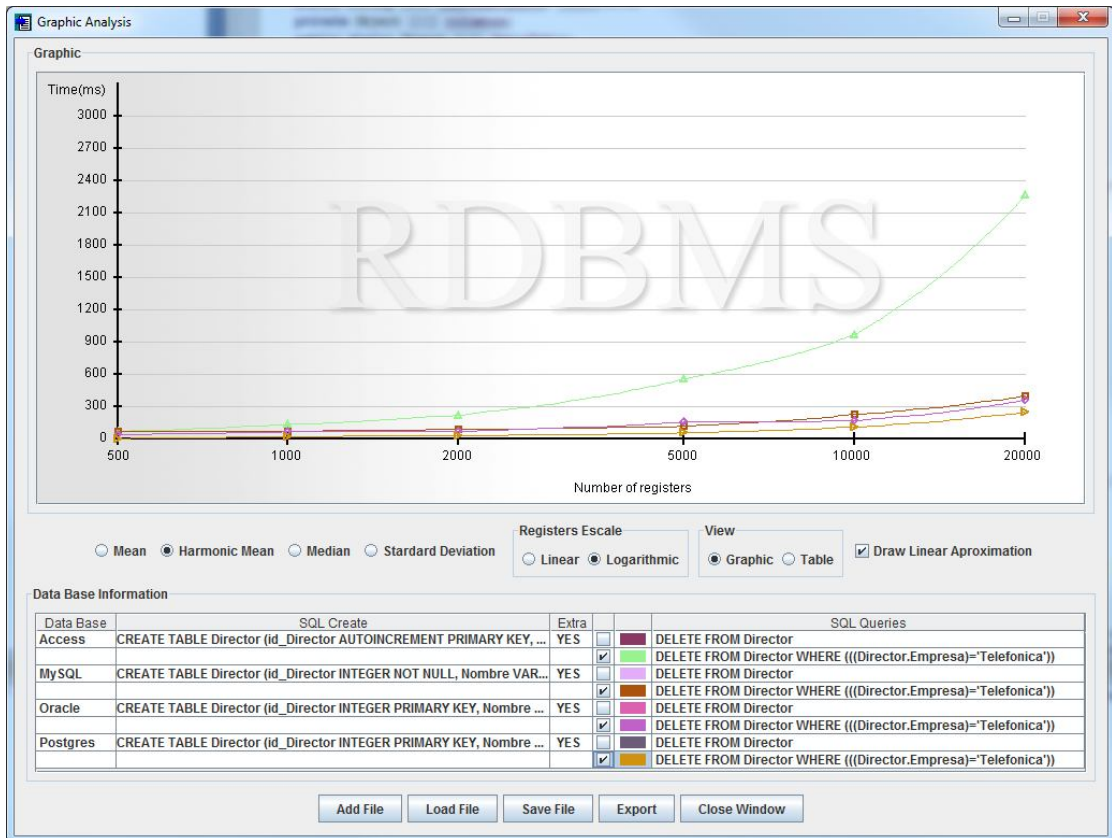 Graphic Analysis
Graphic
Time(ms)
3000
2700
2400
2100
1800
1500
1200
900
600
300
0
RDBMS
500 1000 2000 5000 10000 20000
Number of registers
Mean Harmonic Mean Median Stardard Deviation
Registers Escale
Linear Logarithmic
View
Graphic Table
Draw Linear Aproximation
Data Base Information
Data Base SQL Create Extra SQL Queries
Access CREATE TABLE Director (id_Director AUTOINCREMENT PRIMARY KEY, ... YES DELETE FROM Director
DELETE FROM Director WHERE (((Director.Empresa)='Telefonica'))
MySQL CREATE TABLE Director (id_Director INTEGER NOT NULL, Nombre VAR... YES DELETE FROM Director
DELETE FROM Director WHERE (((Director.Empresa)='Telefonica'))
Oracle CREATE TABLE Director (id_Director INTEGER PRIMARY KEY, Nombre ... YES DELETE FROM Director
DELETE FROM Director WHERE (((Director.Empresa)='Telefonica'))
Postgres CREATE TABLE Director (id_Director INTEGER PRIMARY KEY, Nombre ... YES DELETE FROM Director
DELETE FROM Director WHERE (((Director.Empresa)='Telefonica'))
Add File Load File Save File Export Close Window